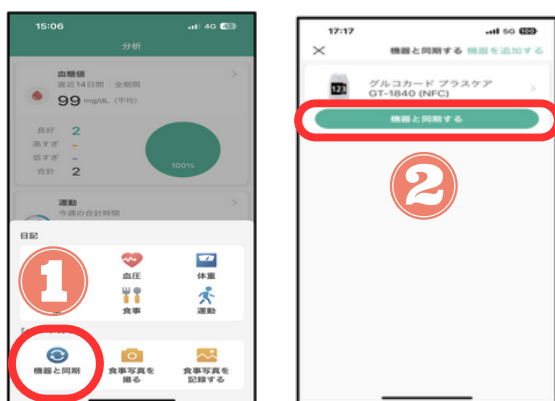 15:06
4G
分析
血糖値
直近14日間 全期間
99 mg/dL (平均)
良好 2
高すぎ -
低すぎ -
合計 2
100%
運動
今週の合計時間
日記
血圧
体重
食事
運動
1
機器と同期
食事写真を
撮る
食事写真を
記録する
17:17
5G 100
機器と同期する 機器を追加する
グルコカード プラスケア
GT-1840 (NFC)
機器と同期する
2